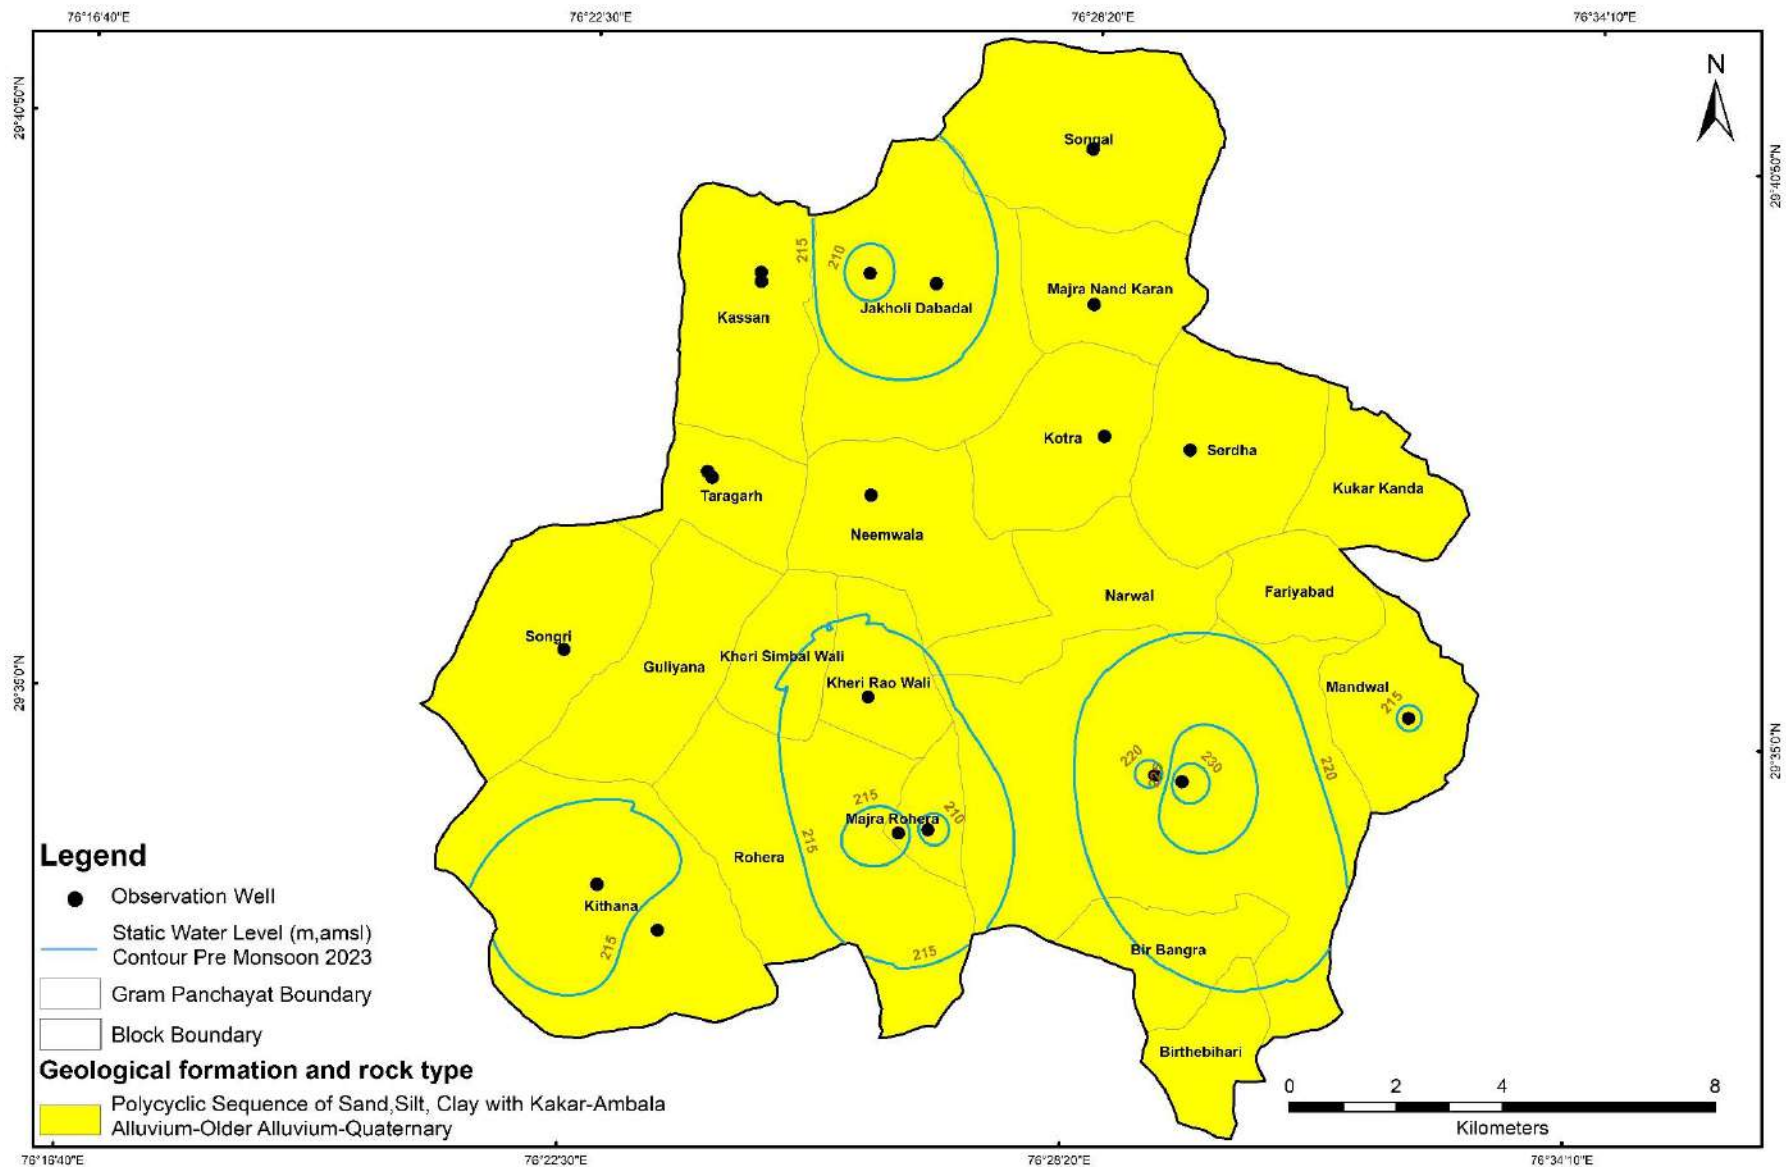 76°16'40"E
76°22'30"E
76°28'20"E
76°34'10"E
29°40'50"N
29°40'50"N
N
Songal
215
210
Majra Nand Karan
Jakholi Dabadal
Kassan
Kotra
Serdha
Kukar Kanda
Taragarh
Neemwala
Fariyabad
Narwal
Songri
Kheri Simbal Wali
Guliyana
Kheri Rao Wali
Mandwal
215
29°35'0"N
29°35'0"N
220
230
220
215
210
Majra Rohera
215
Rohera
Kithana
215
215
Bir Bangra
Birthebihari
Legend
Observation Well
Static Water Level (m,amsl)
Contour Pre Monsoon 2023
Gram Panchayat Boundary
Block Boundary
Geological formation and rock type
Polycyclic Sequence of Sand,Silt, Clay with Kakar-Ambala
Alluvium-Older Alluvium-Quaternary
0 2 4 8
Kilometers
76°16'40"E
76°22'30"E
76°28'20"E
76°34'10"E